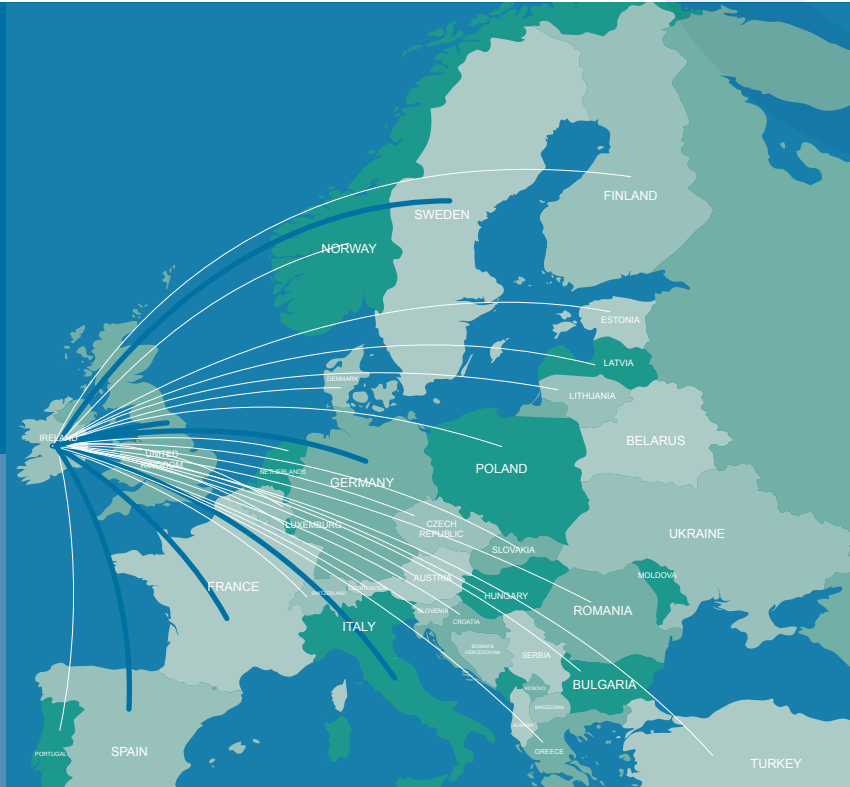 FINLAND
SWEDEN
NORWAY
ESTONIA
LATVIA
DENMARK
LITHUANIA
IRELAND
BELARUS
UNITED
KINGDOM
POLAND
NETHERLANDS
GERMANY
LUXEMBURG
CZECH
REPUBLIC
UKRAINE
SLOVAKIA
MOLDOVA
AUSTRIA
FRANCE
SWITZERLAND
HUNGARY
ROMANIA
SLOVENIA
CROATIA
ITALY
BOSNIA &
HERCEGOVINA
SERBIA
BULGARIA
KOSOVO
MACEDONIA
PORTUGAL
SPAIN
GREECE
TURKEY